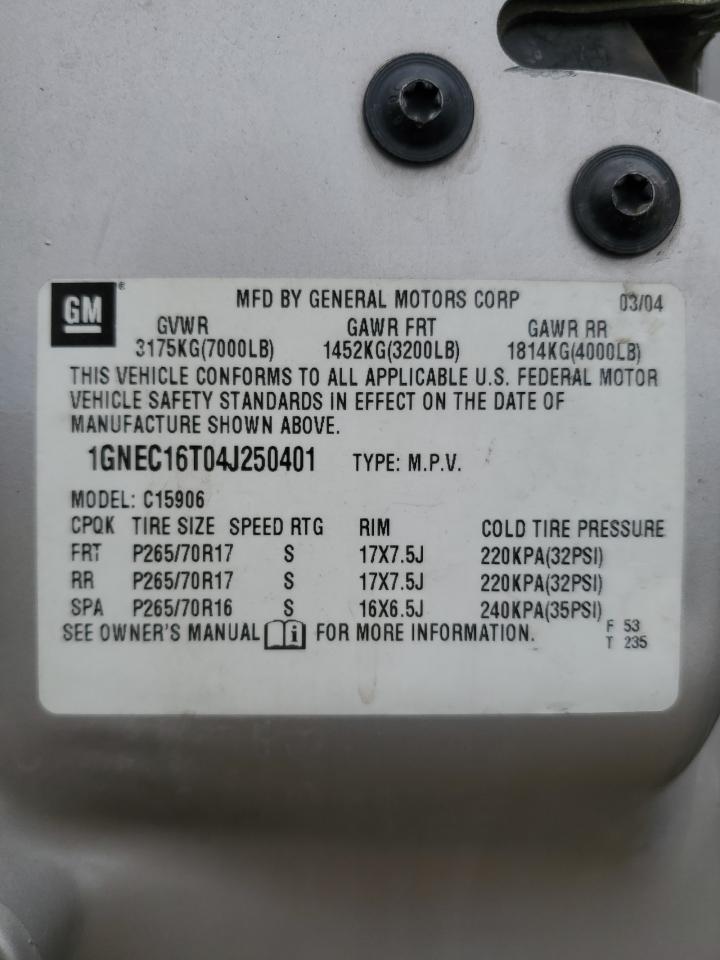 GM ®
MFD BY GENERAL MOTORS CORP 03/04
GVWR GAWR FRT GAWR RR
3175KG(7000LB) 1452KG(3200LB) 1814KG(4000LB)
THIS VEHICLE CONFORMS TO ALL APPLICABLE U.S. FEDERAL MOTOR
VEHICLE SAFETY STANDARDS IN EFFECT ON THE DATE OF
MANUFACTURE SHOWN ABOVE.
1GNEC16T04J250401 TYPE: M.P.V.
MODEL: C15906
CPQK TIRE SIZE SPEED RTG RIM COLD TIRE PRESSURE
FRT P265/70R17 S 17X7.5J 220KPA(32PSI)
RR P265/70R17 S 17X7.5J 220KPA(32PSI)
SPA P265/70R16 S 16X6.5J 240KPA(35PSI)
SEE OWNER'S MANUAL i FOR MORE INFORMATION.
F 53
T 235